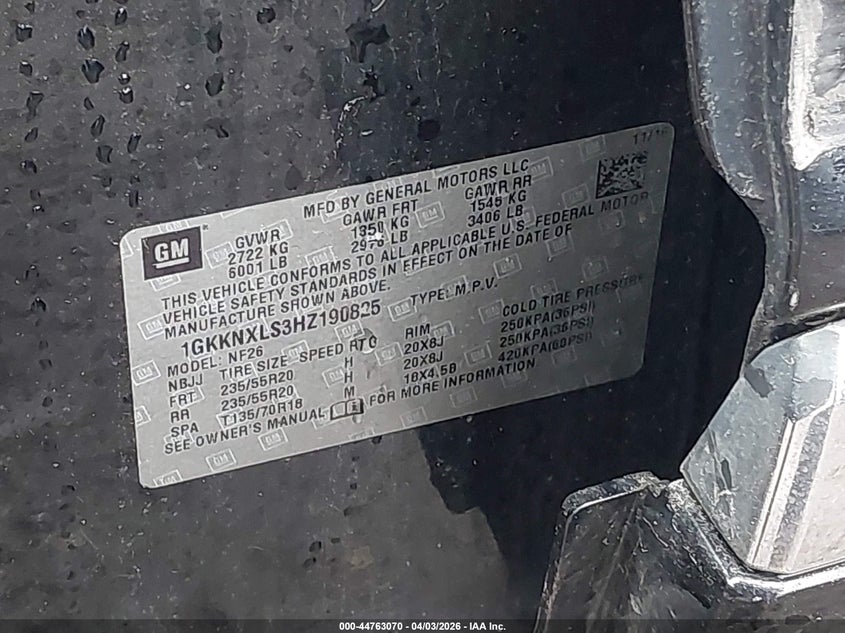 11/16
MFD BY GENERAL MOTORS LLC
GM
GVWR GAWR FRT GAWR RR
2722 KG 1350 KG 1545 KG
6001 LB 2976 LB 3406 LB
THIS VEHICLE CONFORMS TO ALL APPLICABLE U.S. FEDERAL MOTOR
VEHICLE SAFETY STANDARDS IN EFFECT ON THE DATE OF
MANUFACTURE SHOWN ABOVE.
1GKKNXLS3HZ190825 TYPE: M.P.V.
MODEL: NF26
NBJJ TIRE SIZE SPEED RTG RIM COLD TIRE PRESSURE
FRT 235/55R20 H 20X8J 250KPA(36PSI)
RR 235/55R20 H 20X8J 250KPA(36PSI)
SPA T135/70R18 M 18X4.5B 420KPA(60PSI)
SEE OWNER'S MANUAL FOR MORE INFORMATION
000-44763070 - 04/03/2026 - IAA Inc.